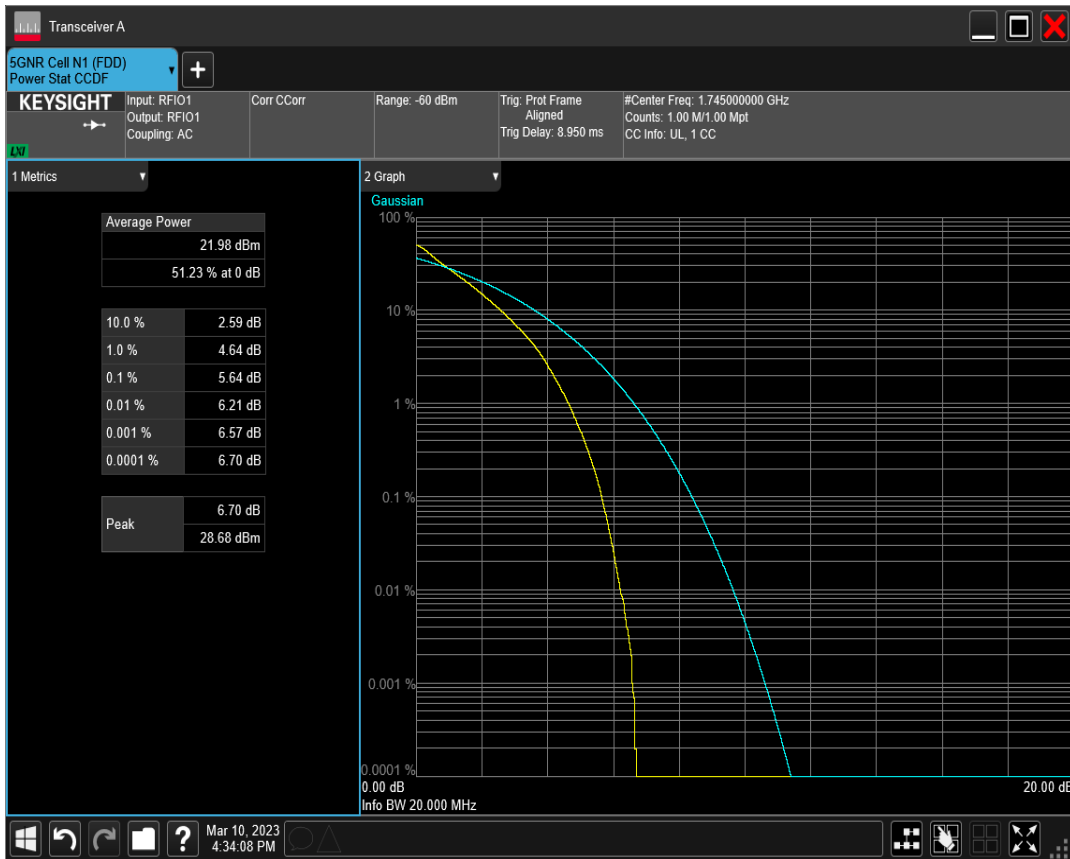 Transceiver A
5GNR Cell N1 (FDD)
Power Stat CCDF
+
KEYSIGHT
LXI
Input: RFIO1
Output: RFIO1
Coupling: AC
Corr CCorr
Range: -60 dBm
Trig: Prot Frame
Aligned
Trig Delay: 8.950 ms
#Center Freq: 1.745000000 GHz
Counts: 1.00 M/1.00 Mpt
CC Info: UL, 1 CC
1 Metrics
Average Power
21.98 dBm
51.23 % at 0 dB
10.0 % 2.59 dB
1.0 % 4.64 dB
0.1 % 5.64 dB
0.01 % 6.21 dB
0.001 % 6.57 dB
0.0001 % 6.70 dB
Peak
6.70 dB
28.68 dBm
2 Graph
Gaussian
100 %
10 %
1 %
0.1 %
0.01 %
0.001 %
0.0001 %
0.00 dB 20.00 dB
Info BW 20.000 MHz
?
Mar 10, 2023
4:34:08 PM